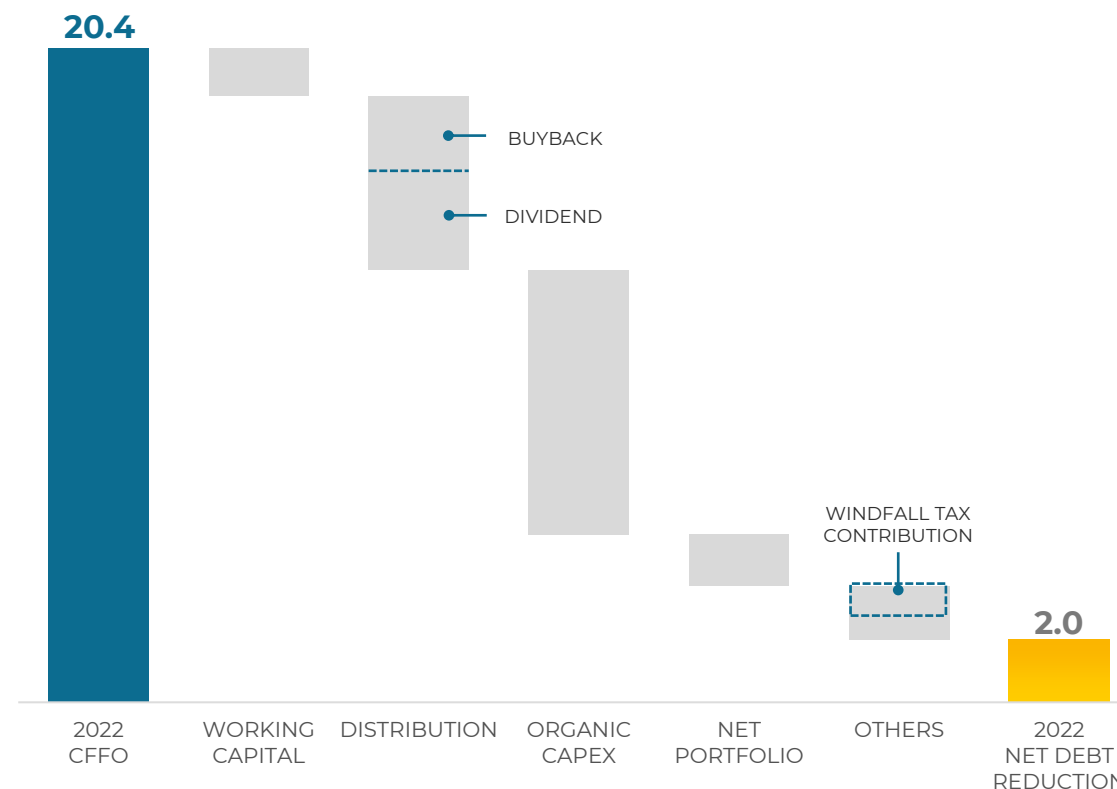 20.4
BUYBACK
DIVIDEND
WINDFALL TAX
CONTRIBUTION
2.0
2022
CFFO
WORKING
CAPITAL
DISTRIBUTION
ORGANIC
CAPEX
NET
PORTFOLIO
OTHERS
2022
NET DEBT
REDUCTION